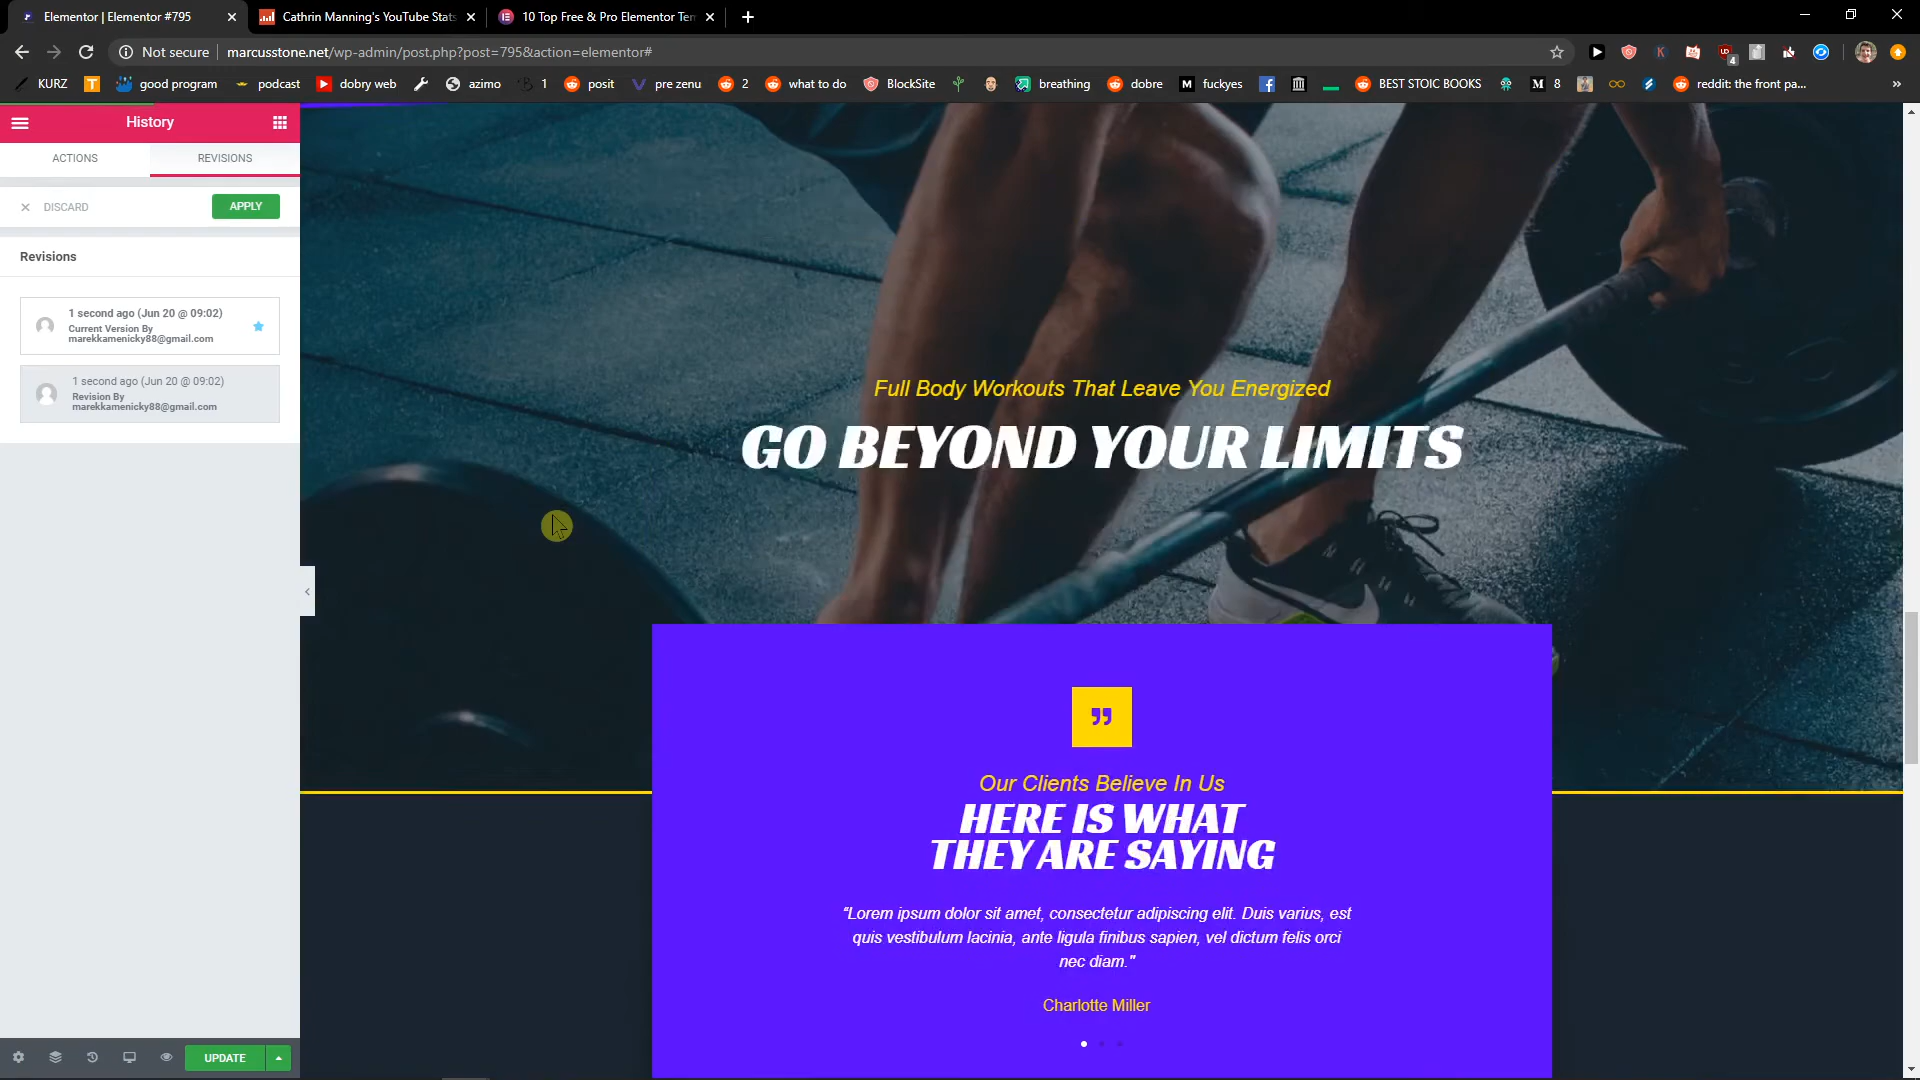 Elementor | Elementor #795
Cathrin Manning's YouTube Stats
10 Top Free & Pro Elementor Tem
Not secure
marcusstone.net/wp-admin/post.php?post=795&action=elementor#
KURZ
good program
podcast
dobry web
azimo
1
posit
pre zenu
2
what to do
BlockSite
breathing
dobre
fuckyes
BEST STOIC BOOKS
8
reddit: the front pa...
History
ACTIONS
REVISIONS
DISCARD
APPLY
Revisions
1 second ago (Jun 20 @ 09:02)
Current Version By
marekkamenicky88@gmail.com
1 second ago (Jun 20 @ 09:02)
Revision By
marekkamenicky88@gmail.com
UPDATE
Full Body Workouts That Leave You Energized
GO BEYOND YOUR LIMITS
Our Clients Believe In Us
HERE IS WHAT
THEY ARE SAYING
"Lorem ipsum dolor sit amet, consectetur adipiscing elit. Duis varius, est
quis vestibulum lacinia, ante ligula finibus sapien, vel dictum felis orci
nec diam."
Charlotte Miller